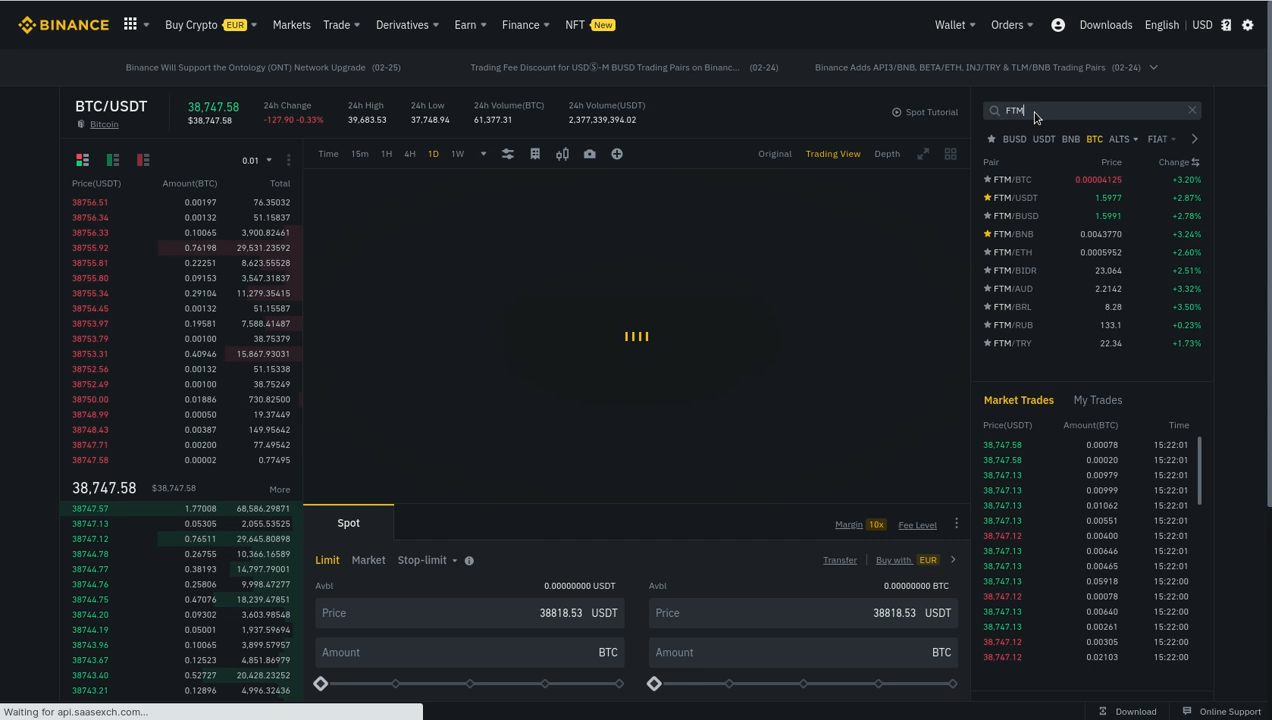 BINANCE
Buy Crypto EUR
Markets
Trade
Derivatives
Earn
Finance
NFT New
Wallet
Orders
Downloads
English | USD
Binance Will Support the Ontology (ONT) Network Upgrade (02-25)
Trading Fee Discount for USDⓈ-M BUSD Trading Pairs on Binanc... (02-24)
Binance Adds API3/BNB, BETA/ETH, INJ/TRY & TLM/BNB Trading Pairs (02-24)
BTC/USDT
Bitcoin
38,747.58
$38,747.58
24h Change
-127.90 -0.33%
24h High
39,683.53
24h Low
37,748.94
24h Volume(BTC)
61,377.31
24h Volume(USDT)
2,377,339,394.02
Spot Tutorial
0.01
Price(USDT) Amount(BTC) Total
38756.51 0.00197 76.35032
38756.34 0.00132 51.15837
38756.33 0.10065 3,900.82461
38755.92 0.76198 29,531.23592
38755.81 0.22251 8,623.55528
38755.80 0.09153 3,547.31837
38755.34 0.29104 11,279.35415
38754.45 0.00132 51.15587
38753.97 0.19581 7,588.41487
38753.79 0.00100 38.75379
38753.31 0.40946 15,867.93031
38752.56 0.00132 51.15338
38752.49 0.00100 38.75249
38750.00 0.01886 730.82500
38748.99 0.00050 19.37449
38748.43 0.00387 149.95642
38747.71 0.00200 77.49542
38747.58 0.00002 0.77495
38,747.58 $38,747.58 More
38747.57 1.77008 68,586.29871
38747.13 0.05305 2,055.53525
38747.12 0.76511 29,645.80898
38744.78 0.26755 10,366.16589
38744.77 0.38193 14,797.79001
38744.76 0.25806 9,998.47277
38744.75 0.47076 18,239.47851
38744.20 0.09302 3,603.98548
38744.19 0.05001 1,937.59694
38743.96 0.10065 3,899.57957
38743.67 0.12523 4,851.86979
38743.40 0.52727 20,428.23252
38743.21 0.12896 4,996.32436
Time 15m 1H 4H 1D 1W
Original Trading View Depth
Spot
Margin 10x Fee Level
Limit Market Stop-limit
Transfer | Buy with EUR
Avbl 0.00000000 USDT
Price 38818.53 USDT
Amount BTC
Avbl 0.00000000 BTC
Price 38818.53 USDT
Amount BTC
FTM
BUSD USDT BNB BTC ALTS FIAT
Pair Price Change
FTM/BTC 0.00004125 +3.20%
FTM/USDT 1.5977 +2.87%
FTM/BUSD 1.5991 +2.78%
FTM/BNB 0.0043770 +3.24%
FTM/ETH 0.0005952 +2.60%
FTM/BIDR 23,064 +2.51%
FTM/AUD 2.2142 +3.32%
FTM/BRL 8.28 +3.50%
FTM/RUB 133.1 +0.23%
FTM/TRY 22.34 +1.73%
Market Trades My Trades
Price(USDT) Amount(BTC) Time
38,747.58 0.00078 15:22:01
38,747.58 0.00020 15:22:01
38,747.13 0.00979 15:22:01
38,747.13 0.00999 15:22:01
38,747.13 0.01062 15:22:01
38,747.13 0.00551 15:22:01
38,747.12 0.00400 15:22:01
38,747.13 0.00646 15:22:01
38,747.13 0.00465 15:22:01
38,747.13 0.05918 15:22:01
38,747.12 0.00078 15:22:01
38,747.13 0.00640 15:22:01
38,747.13 0.00261 15:22:01
38,747.12 0.00305 15:22:01
38,747.12 0.02103 15:22:00
Waiting for api.saasexch.com...
Download Online Support